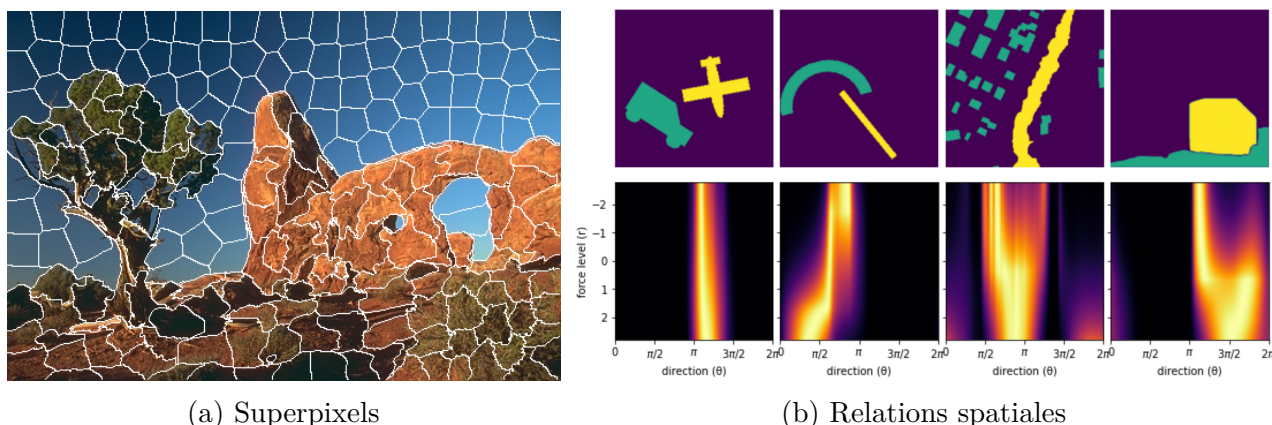 −2
−1
0
1
2
force level (r)
0 π/2 π 3π/2 2π
0 π/2 π 3π/2 2π
0 π/2 π 3π/2 2π
0 π/2 π 3π/2 2π
direction (θ)
direction (θ)
direction (θ)
direction (θ)
(a) Superpixels
(b) Relations spatiales